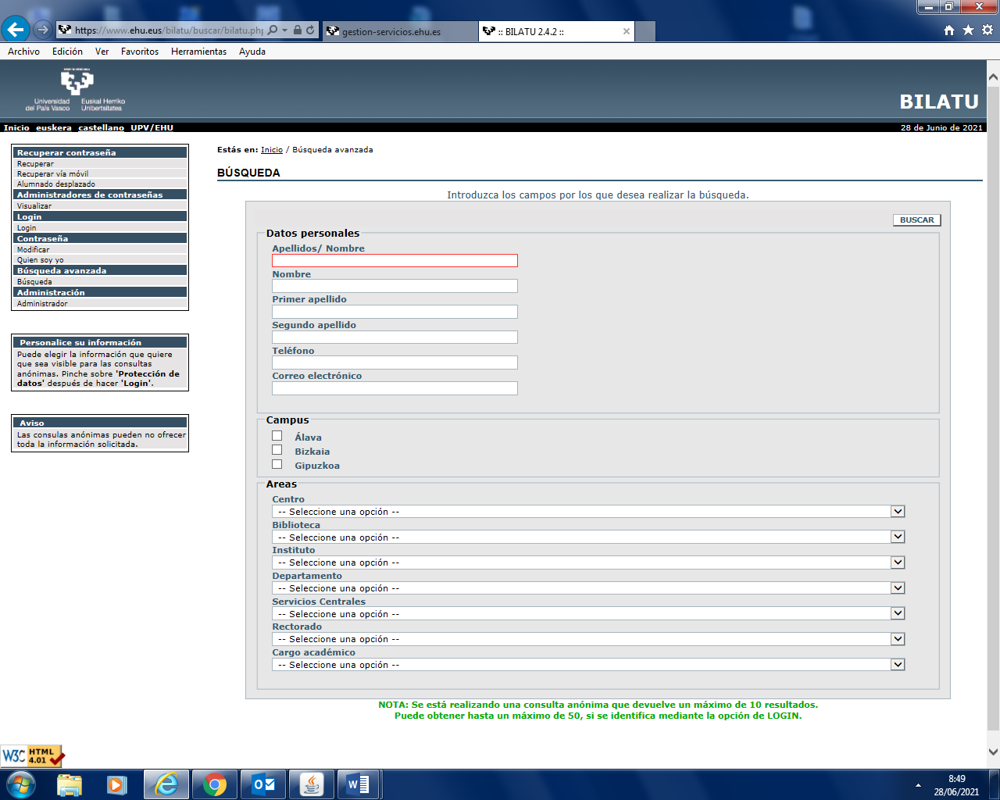 https://www.ehu.eus/bilatu/buscar/bilatu.php
gestion-servicios.ehu.es
:: BILATU 2.4.2 ::
Archivo Edición Ver Favoritos Herramientas Ayuda
Universidad del País Vasco
Euskal Herriko Unibertsitatea
BILATU
Inicio euskera castellano UPV/EHU
28 de Junio de 2021
Recuperar contraseña
Recuperar
Recuperar vía móvil
Alumnado desplazado
Administradores de contraseñas
Visualizar
Login
Login
Contraseña
Modificar
Quien soy yo
Búsqueda avanzada
Búsqueda
Administración
Administrador
Personalice su información
Puede elegir la información que quiere
que sea visible para las consultas
anónimas. Pinche sobre 'Protección de
datos' después de hacer 'Login'.
Aviso
Las consulas anónimas pueden no ofrecer
toda la información solicitada.
Estás en: Inicio / Búsqueda avanzada
BÚSQUEDA
Introduzca los campos por los que desea realizar la búsqueda.
BUSCAR
Datos personales
Apellidos/ Nombre
Nombre
Primer apellido
Segundo apellido
Teléfono
Correo electrónico
Campus
Álava
Bizkaia
Gipuzkoa
Areas
Centro
-- Seleccione una opción --
Biblioteca
-- Seleccione una opción --
Instituto
-- Seleccione una opción --
Departamento
-- Seleccione una opción --
Servicios Centrales
-- Seleccione una opción --
Rectorado
-- Seleccione una opción --
Cargo académico
-- Seleccione una opción --
NOTA: Se está realizando una consulta anónima que devuelve un máximo de 10 resultados.
Puede obtener hasta un máximo de 50, si se identifica mediante la opción de LOGIN.
W3C HTML 4.01
8:49
28/06/2021